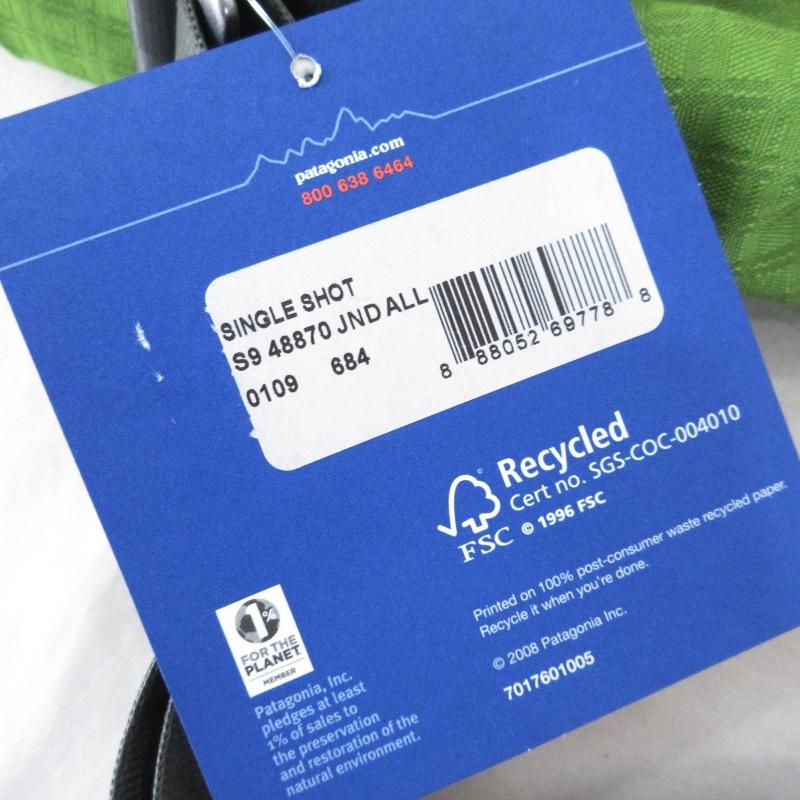 patagonia.com
800 638 6464
SINGLE SHOT
S9 48870 JND ALL
0109 684
8 88052 69778 8
Recycled
Cert no. SGS-COC-004010
FSC © 1996 FSC
Printed on 100% post-consumer waste recycled paper.
Recycle it when you're done.
© 2008 Patagonia Inc.
7017601005
1%
FOR THE
PLANET
MEMBER
Patagonia, Inc.
pledges at least
1% of sales to
the preservation
and restoration of the
natural environment.